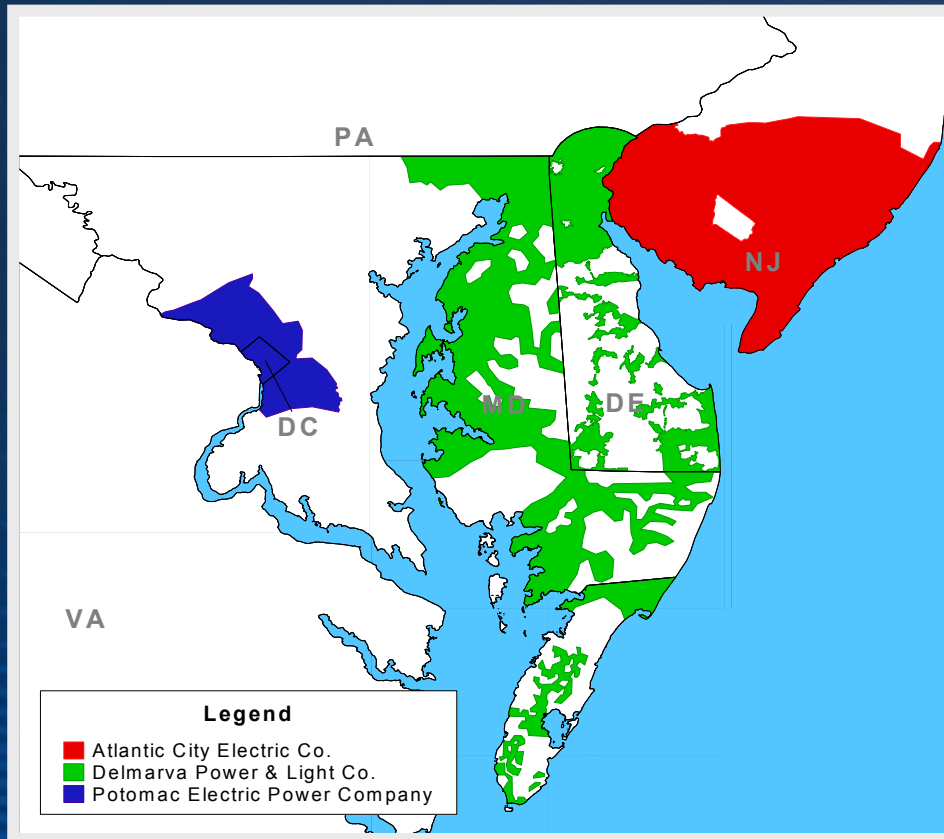 PA
NJ
MD
DE
DC
VA
Legend
Atlantic City Electric Co.
Delmarva Power & Light Co.
Potomac Electric Power Company